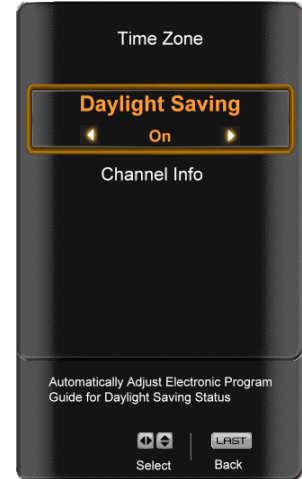 Time Zone
Daylight Saving
On
Channel Info
Automatically Adjust Electronic Program
Guide for Daylight Saving Status
LAST
Select Back